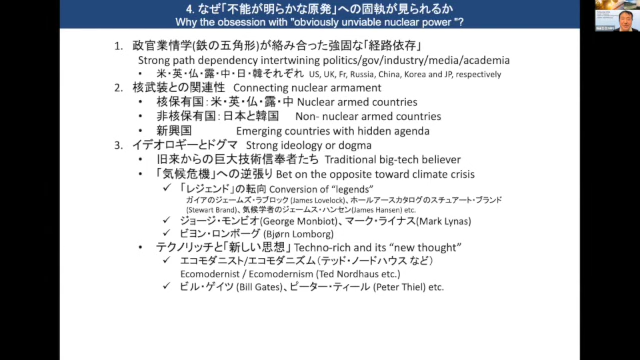 4. なぜ「不能が明らかな原発」への固執が見られるか
Why the obsession with "obviously unviable nuclear power "?
1. 政官業情学(鉄の五角形)が絡み合った強固な「経路依存」
Strong path dependency intertwining politics/gov/industry/media/academia
• 米・英・仏・露・中・日・韓それぞれ US, UK, Fr, Russia, China, Korea and JP, respectively
2. 核武装との関連性 Connecting nuclear armament
• 核保有国：米・英・仏・露・中 Nuclear armed countries
• 非核保有国：日本と韓国 Non- nuclear armed countries
• 新興国 Emerging countries with hidden agenda
3. イデオロギーとドグマ Strong ideology or dogma
• 旧来からの巨大技術信奉者たち Traditional big-tech believer
• 「気候危機」への逆張り Bet on the opposite toward climate crisis
✓ 「レジェンド」の転向 Conversion of “legends”
ガイアのジェームズ・ラブロック(James Lovelock)、ホールアースカタログのスチュアート・ブランド
(Stewart Brand)、気候学者のジェームス・ハンセン(James Hansen) etc.
✓ ジョージ・モンビオ(George Monbiot)、マーク・ライナス(Mark Lynas)
✓ ビヨン・ロンボーグ (Bjørn Lomborg)
• テクノリッチと「新しい思想」 Techno-rich and its “new thought”
✓ エコモダニスト/エコモダニズム(テッド・ノードハウス など)
Ecomodernist / Ecomodernism (Ted Nordhaus etc.)
✓ ビル・ゲイツ (Bill Gates)、ピーター・ティール (Peter Thiel) etc.